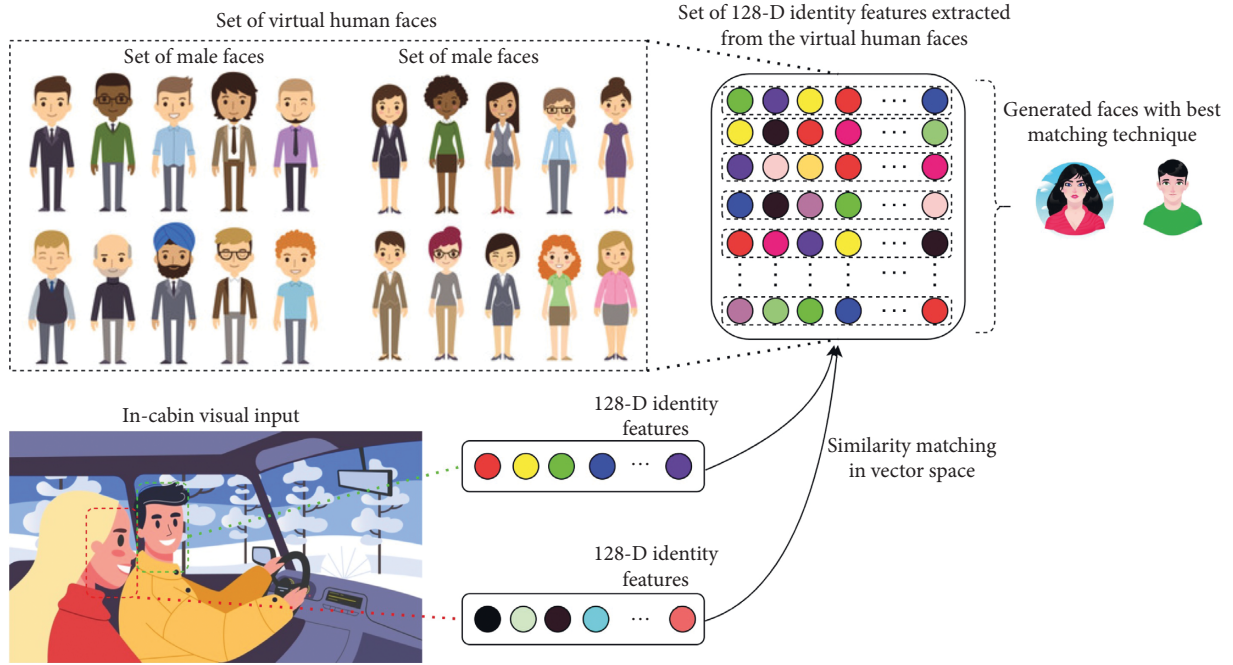 Set of virtual human faces
Set of male faces
Set of male faces
Set of 128-D identity features extracted
from the virtual human faces
Generated faces with best
matching technique
In-cabin visual input
128-D identity
features
Similarity matching
in vector space
128-D identity
features